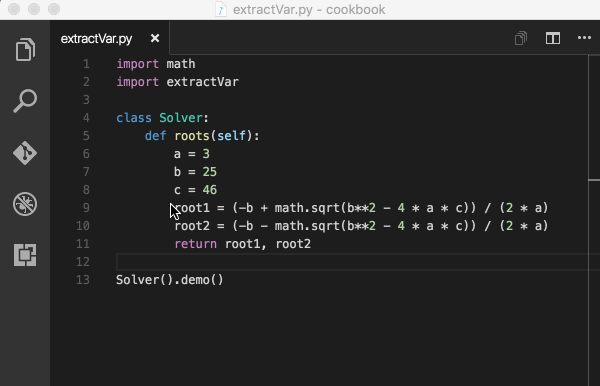 extractVar.py - cookbook
extractVar.py ×
1 import math
2 import extractVar
3
4 class Solver:
5     def roots(self):
6         a = 3
7         b = 25
8         c = 46
9         root1 = (-b + math.sqrt(b**2 - 4 * a * c)) / (2 * a)
10         root2 = (-b - math.sqrt(b**2 - 4 * a * c)) / (2 * a)
11         return root1, root2
12
13 Solver().demo()